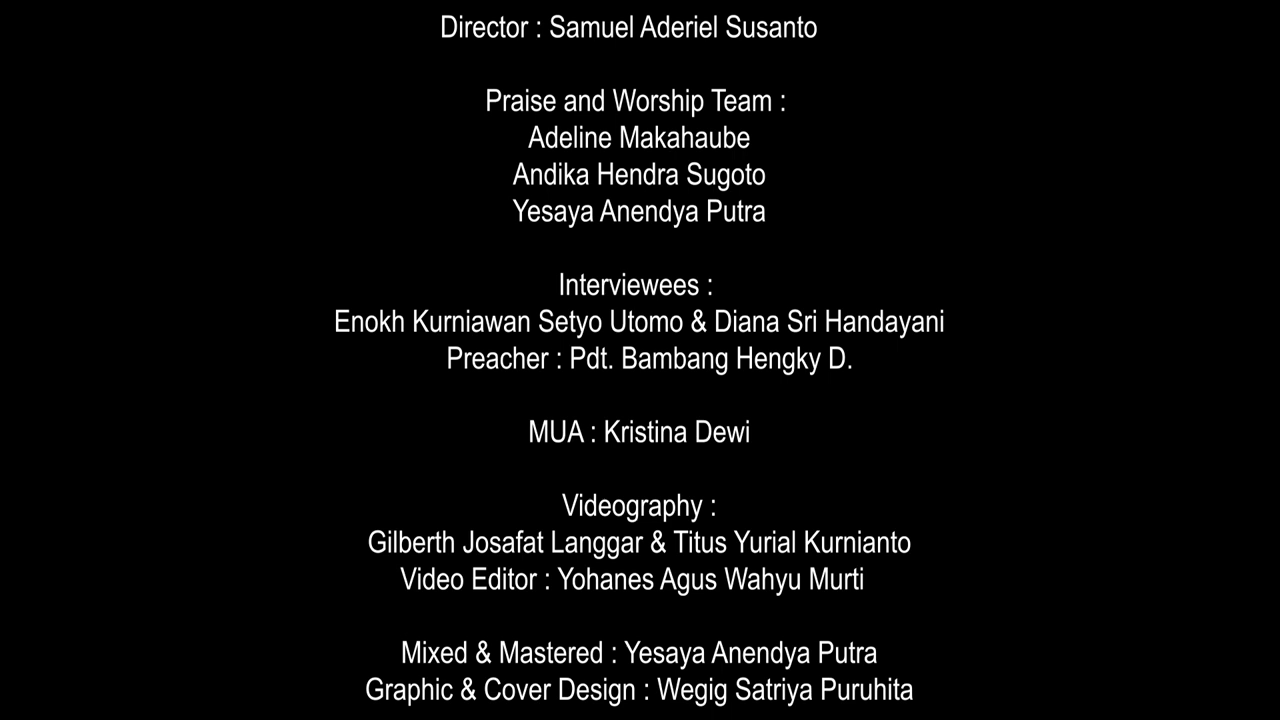 Director : Samuel Aderiel Susanto
Praise and Worship Team :
Adeline Makahaube
Andika Hendra Sugoto
Yesaya Anendya Putra
Interviewees :
Enokh Kurniawan Setyo Utomo & Diana Sri Handayani
Preacher : Pdt. Bambang Hengky D.
MUA : Kristina Dewi
Videography :
Gilberth Josafat Langgar & Titus Yurial Kurnianto
Video Editor : Yohanes Agus Wahyu Murti
Mixed & Mastered : Yesaya Anendya Putra
Graphic & Cover Design : Wegig Satriya Puruhita